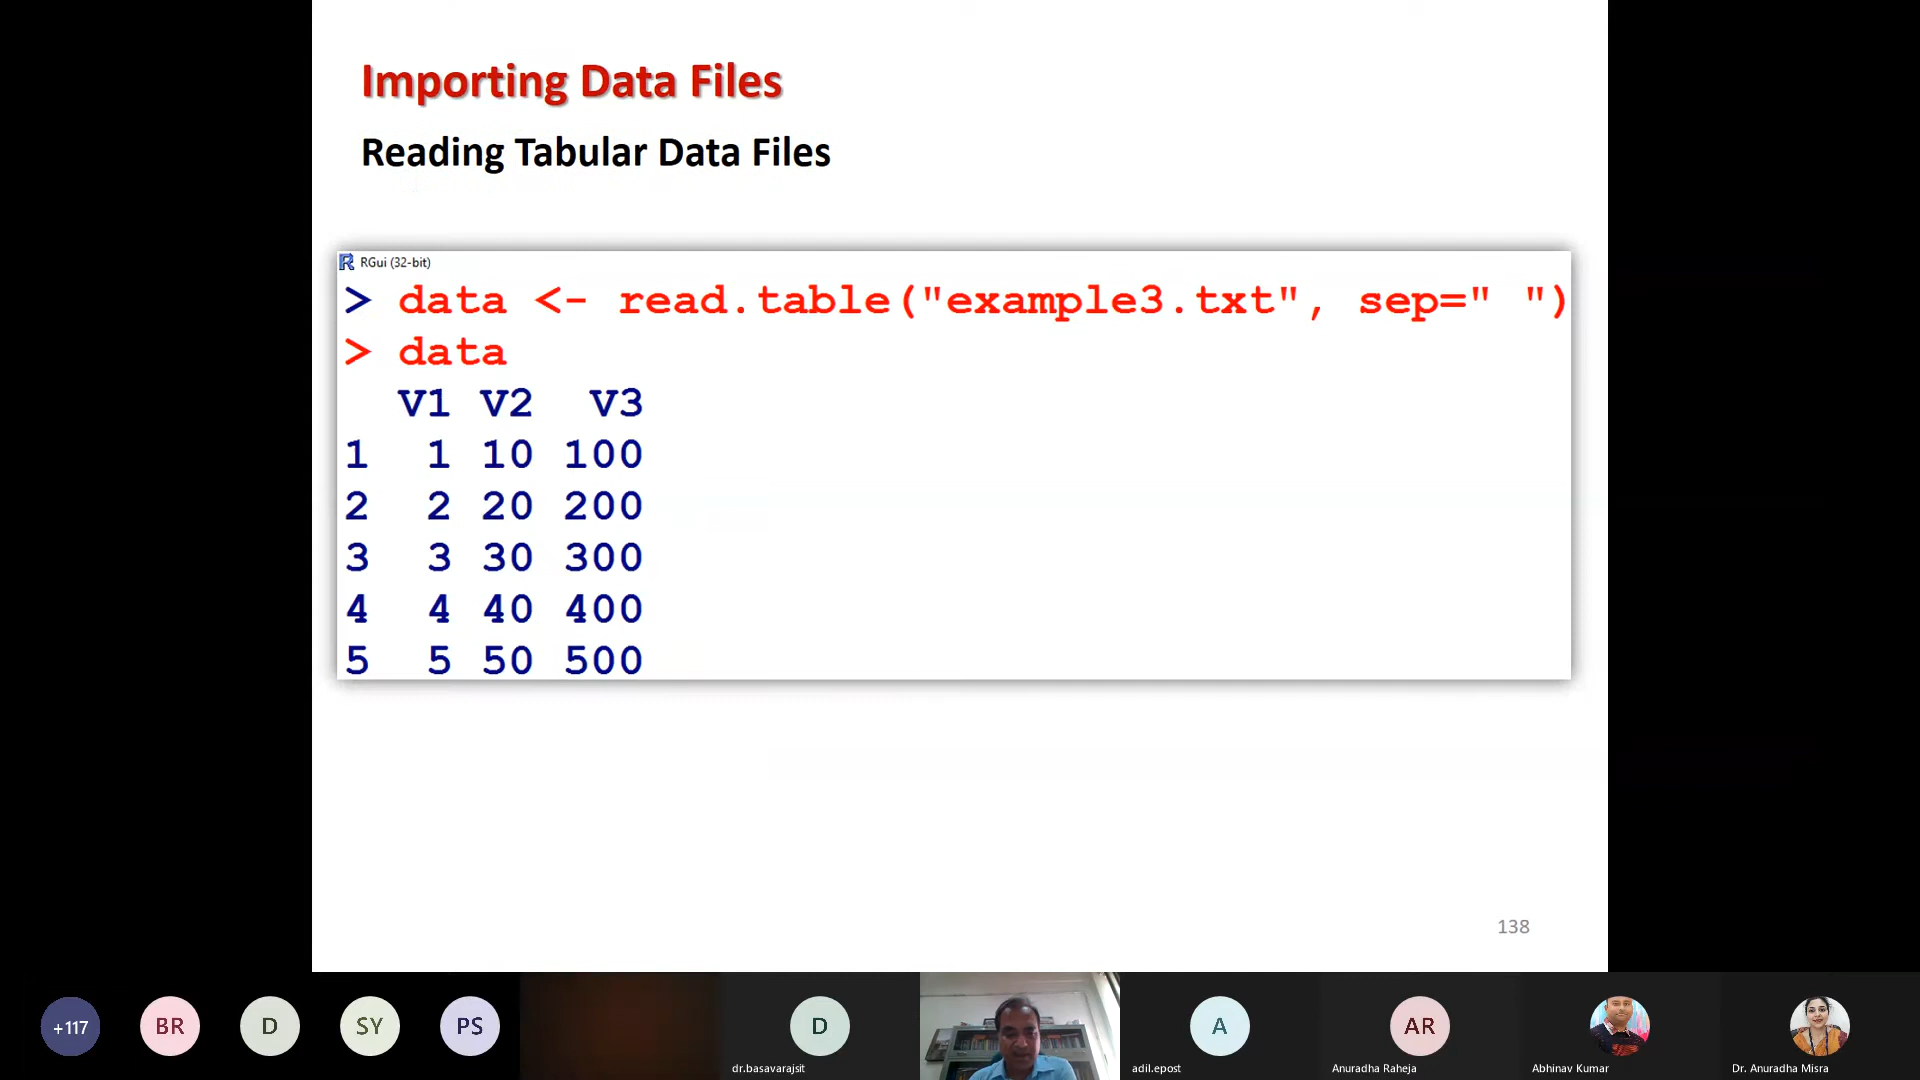 Importing Data Files
Reading Tabular Data Files
RGui (32-bit)
> data <- read.table("example3.txt", sep=" ")
> data
V1 V2 V3
1 1 10 100
2 2 20 200
3 3 30 300
4 4 40 400
5 5 50 500
138
+117
BR
D
SY
PS
D
A
AR
dr.basavarajsit
adil.epost
Anuradha Raheja
Abhinav Kumar
Dr. Anuradha Misra